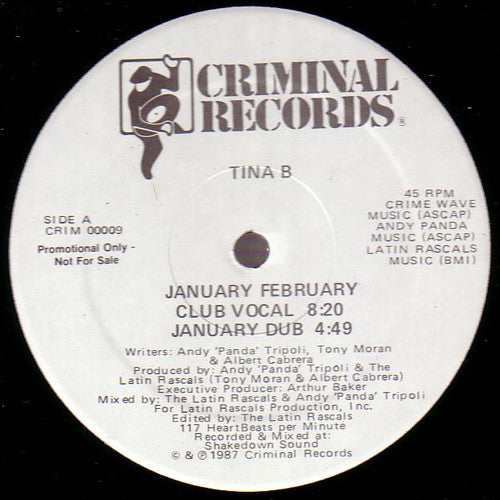 CRIMINAL
RECORDS®
TINA B
SIDE A
CRIM 00009
Promotional Only -
Not For Sale
45 RPM
CRIME WAVE
MUSIC (ASCAP)
ANDY PANDA
MUSIC (ASCAP)
LATIN RASCALS
MUSIC (BMI)
JANUARY FEBRUARY
CLUB VOCAL 8:20
JANUARY DUB 4:49
Writers: Andy 'Panda' Tripoli, Tony Moran
& Albert Cabrera
Produced by: Andy 'Panda' Tripoli & The
Latin Rascals (Tony Moran & Albert Cabrera)
Executive Producer: Arthur Baker
Mixed by: The Latin Rascals & Andy 'Panda' Tripoli
For Latin Rascals Production, Inc.
Edited by: The Latin Rascals
117 HeartBeats per Minute
Recorded & Mixed at:
Shakedown Sound
© & ℗ 1987 Criminal Records